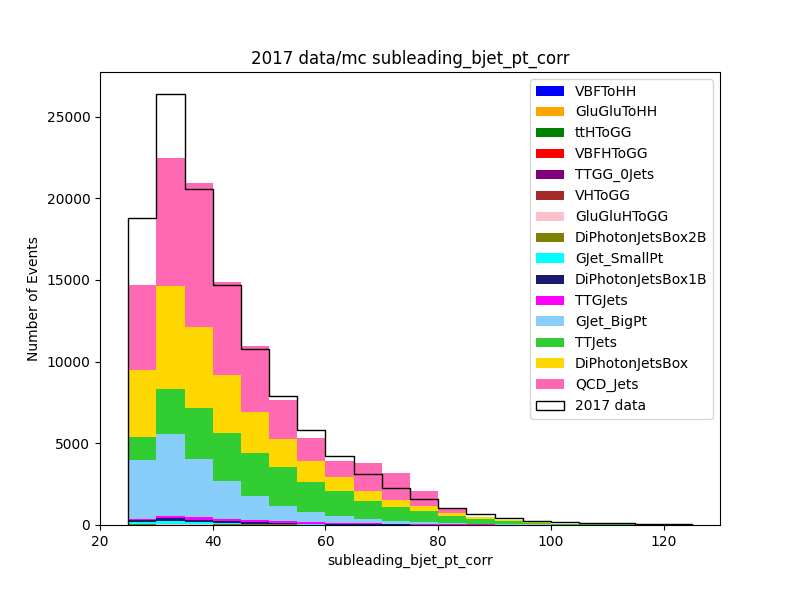 2017 data/mc subleading_bjet_pt_corr
VBFToHH
GluGluToHH
ttHToGG
VBFHToGG
TTGG_0Jets
VHToGG
GluGluHToGG
DiPhotonJetsBox2B
GJet_SmallPt
DiPhotonJetsBox1B
TTGJets
GJet_BigPt
TTJets
DiPhotonJetsBox
QCD_Jets
2017 data
Number of Events
25000
20000
15000
10000
5000
0
20 40 60 80 100 120
subleading_bjet_pt_corr